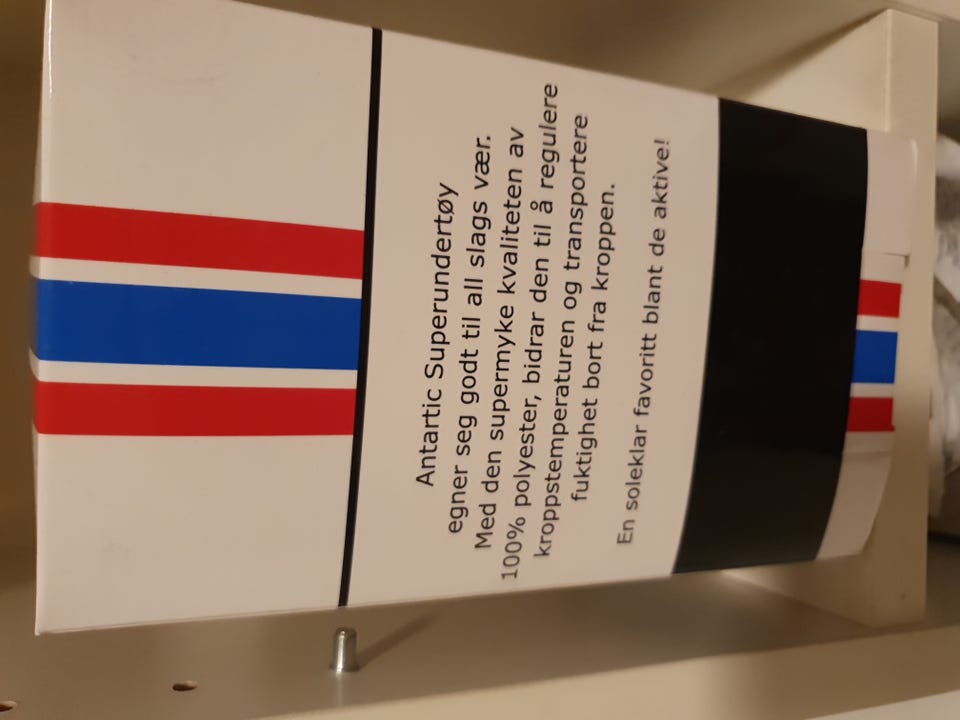 Antartic Superundertøy
egner seg godt til all slags vær.
Med den supermyke kvaliteten av
100% polyester, bidrar den til å regulere
kroppstemperaturen og transportere
fuktighet bort fra kroppen.
En soleklar favoritt blant de aktive!